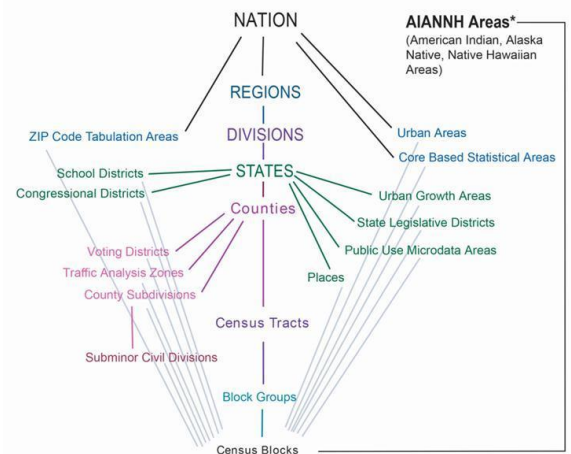 NATION
AIANNH Areas*
(American Indian, Alaska
Native, Native Hawaiian
Areas)
REGIONS
ZIP Code Tabulation Areas
DIVISIONS
Urban Areas
Core Based Statistical Areas
School Districts
STATES
Congressional Districts
Urban Growth Areas
Counties
State Legislative Districts
Voting Districts
Public Use Microdata Areas
Traffic Analysis Zones
Places
County Subdivisions
Census Tracts
Subminor Civil Divisions
Block Groups
Census Blocks